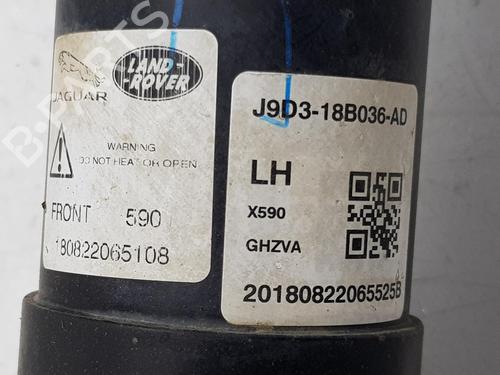 JAGUAR
LAND-
ROVER
WARNING
DO NOT HEAT OR OPEN
FRONT 590
180822065108
J9D3-18B036-AD
LH
X590
GHZVA
20180822065525B
B-PARTS